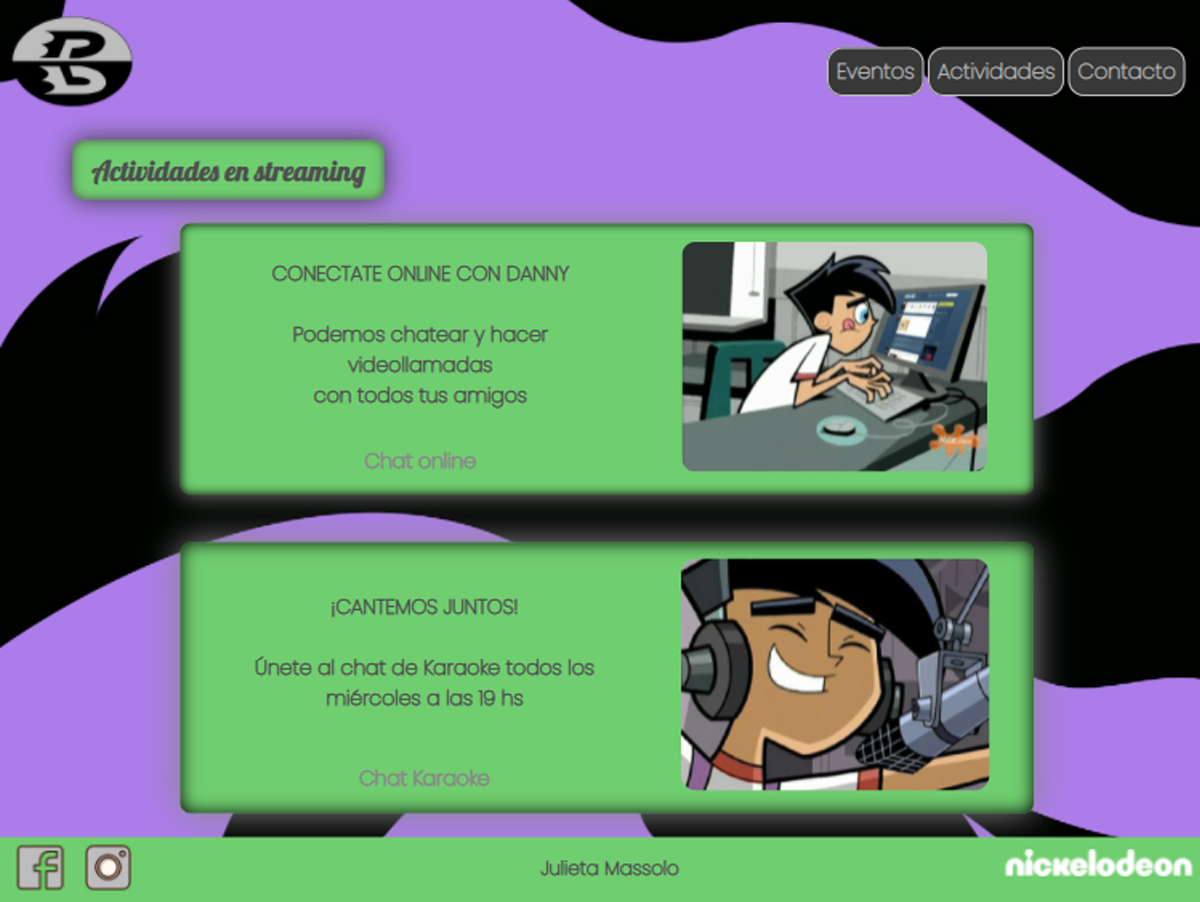 Eventos Actividades Contacto
Actividades en streaming
CONECTATE ONLINE CON DANNY
Podemos chatear y hacer
videollamadas
con todos tus amigos
Chat online
¡CANTEMOS JUNTOS!
Únete al chat de Karaoke todos los
miércoles a las 19 hs
Chat Karaoke
Julieta Massolo
nickelodeon